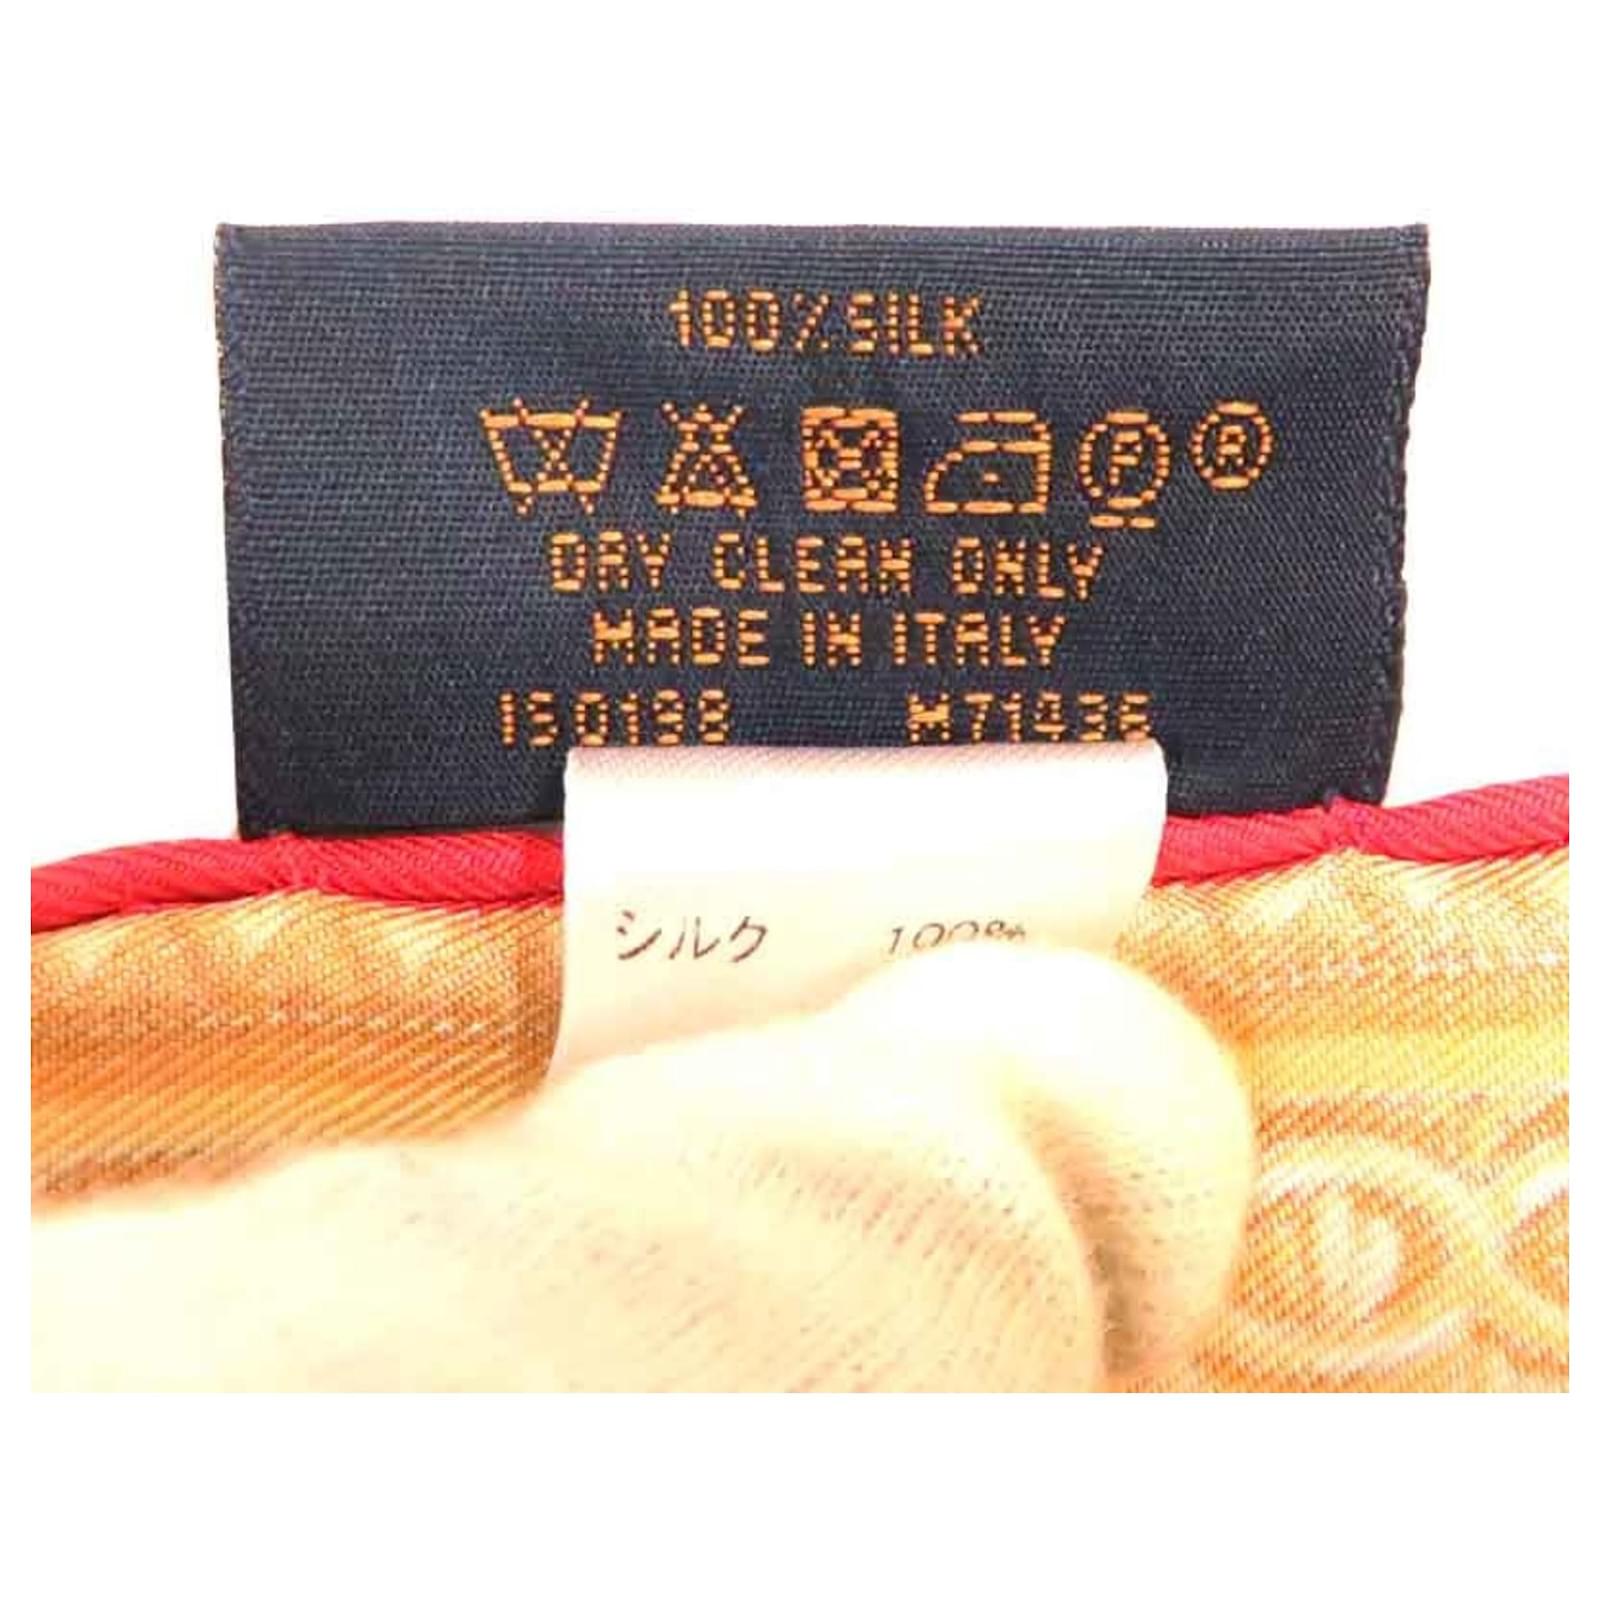 100% SILK
P A
DRY CLEAN ONLY
MADE IN ITALY
150198 M71436
シルク 100%